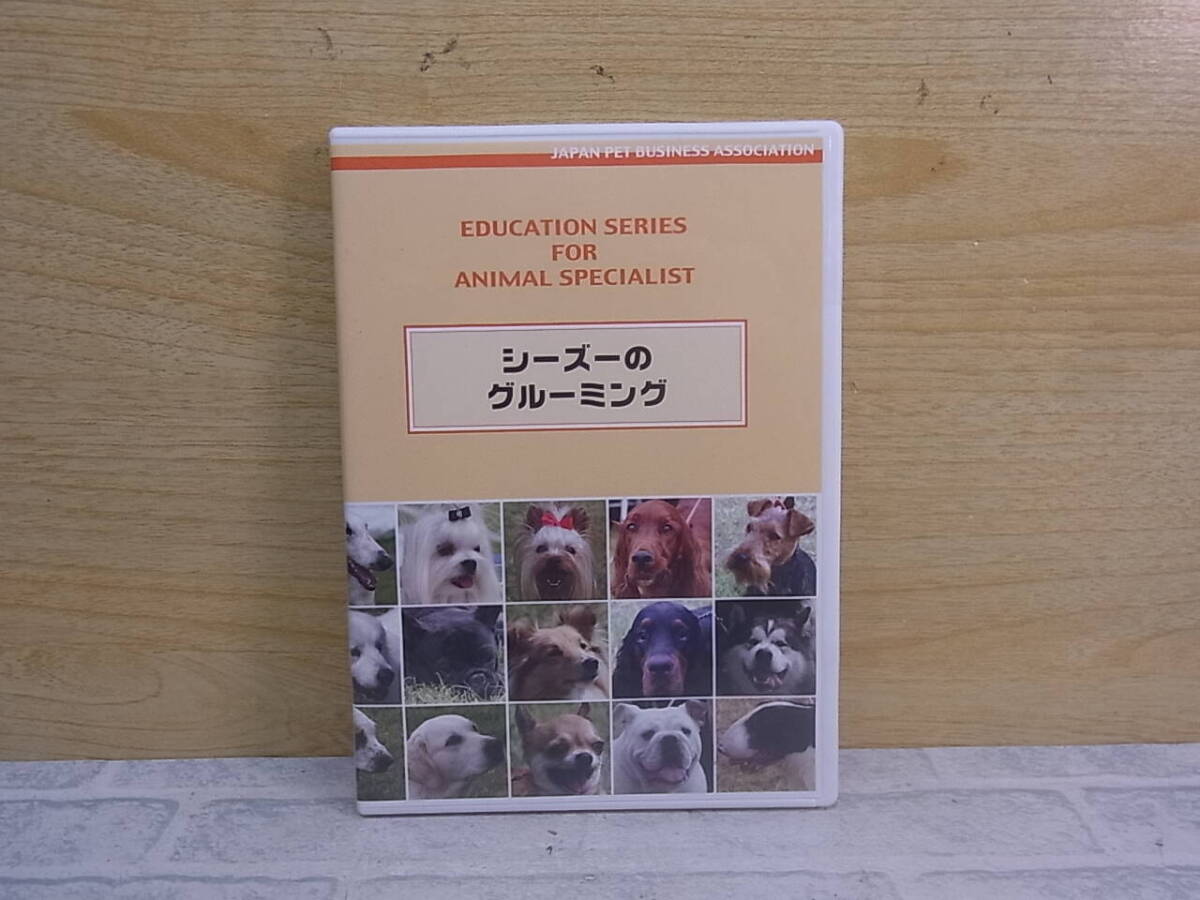 JAPAN PET BUSINESS ASSOCIATION
EDUCATION SERIES
FOR
ANIMAL SPECIALIST
シーズーの
グルーミング